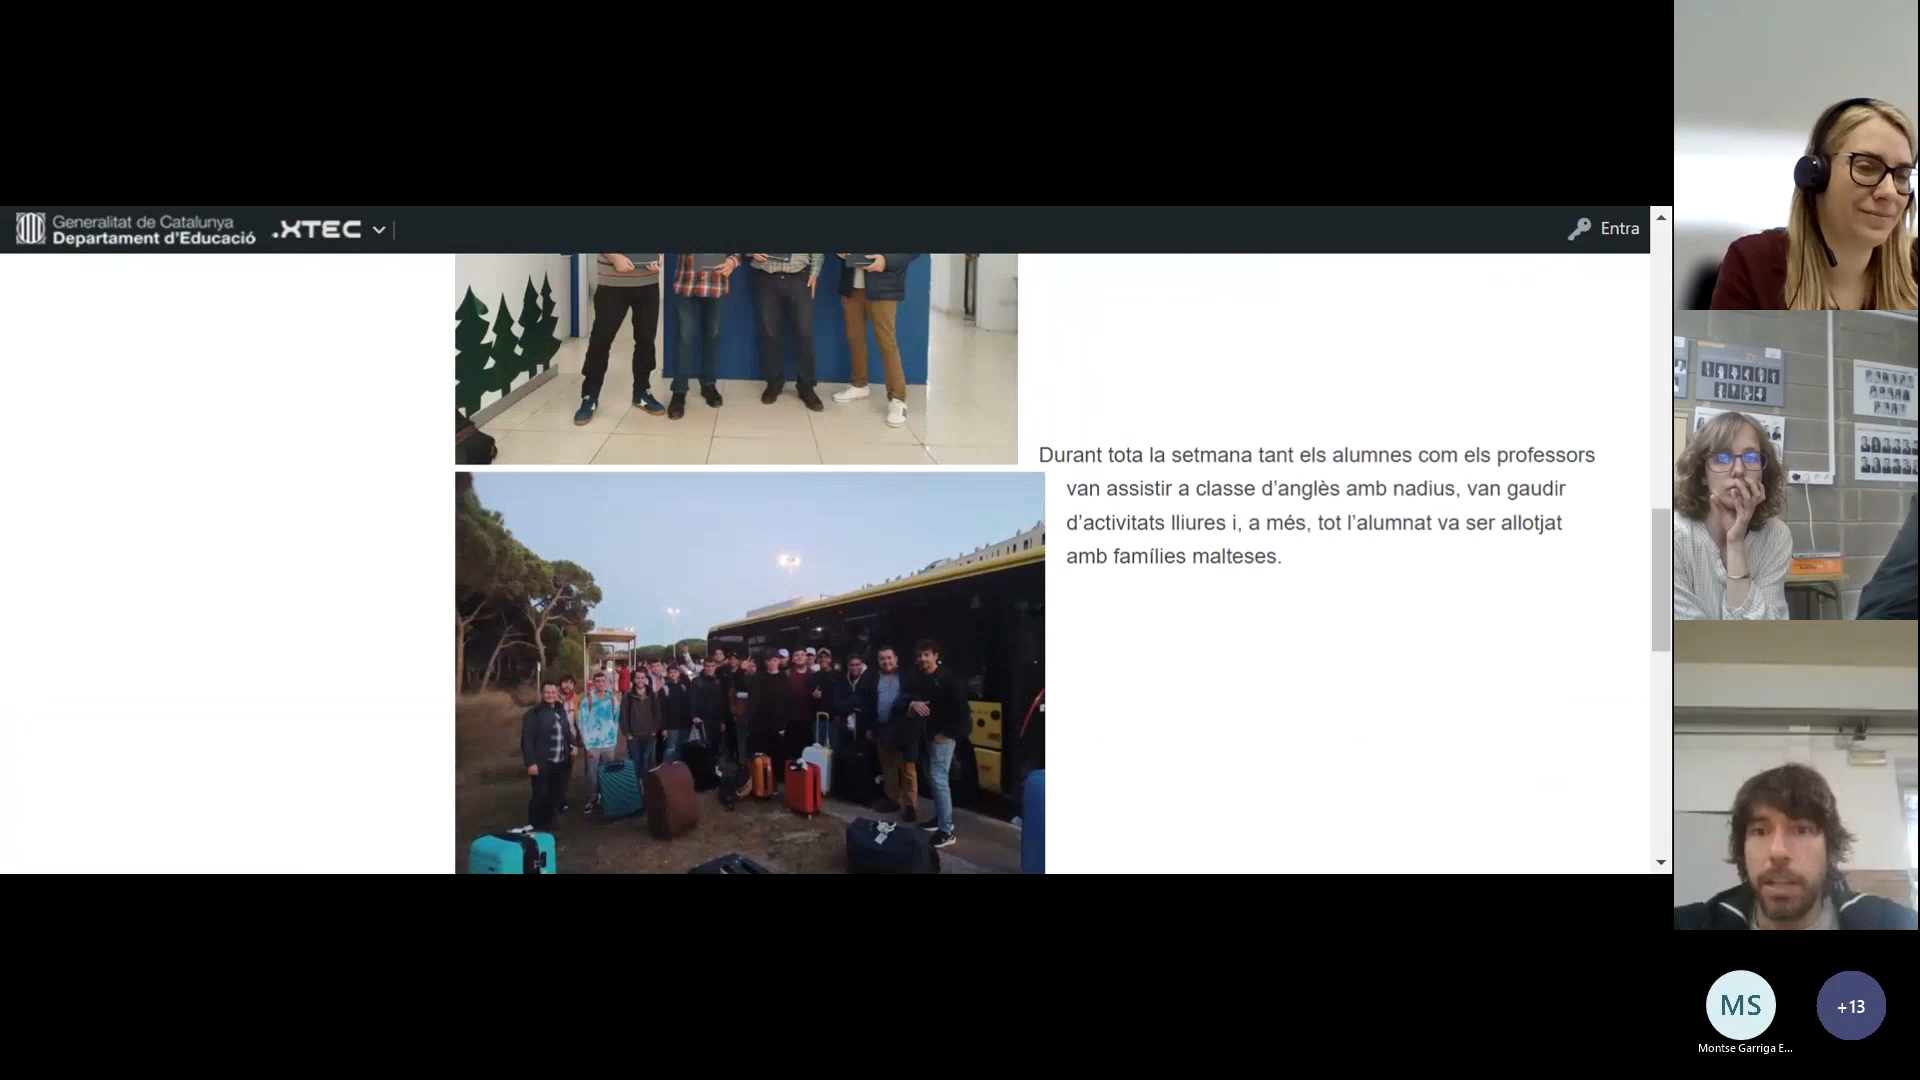 Generalitat de Catalunya
Departament d'Educació
.XTEC
Entra
Durant tota la setmana tant els alumnes com els professors
van assistir a classe d’anglès amb nadius, van gaudir
d’activitats lliures i, a més, tot l’alumnat va ser allotjat
amb famílies malteses.
MS
+13
Montse Garriga E...